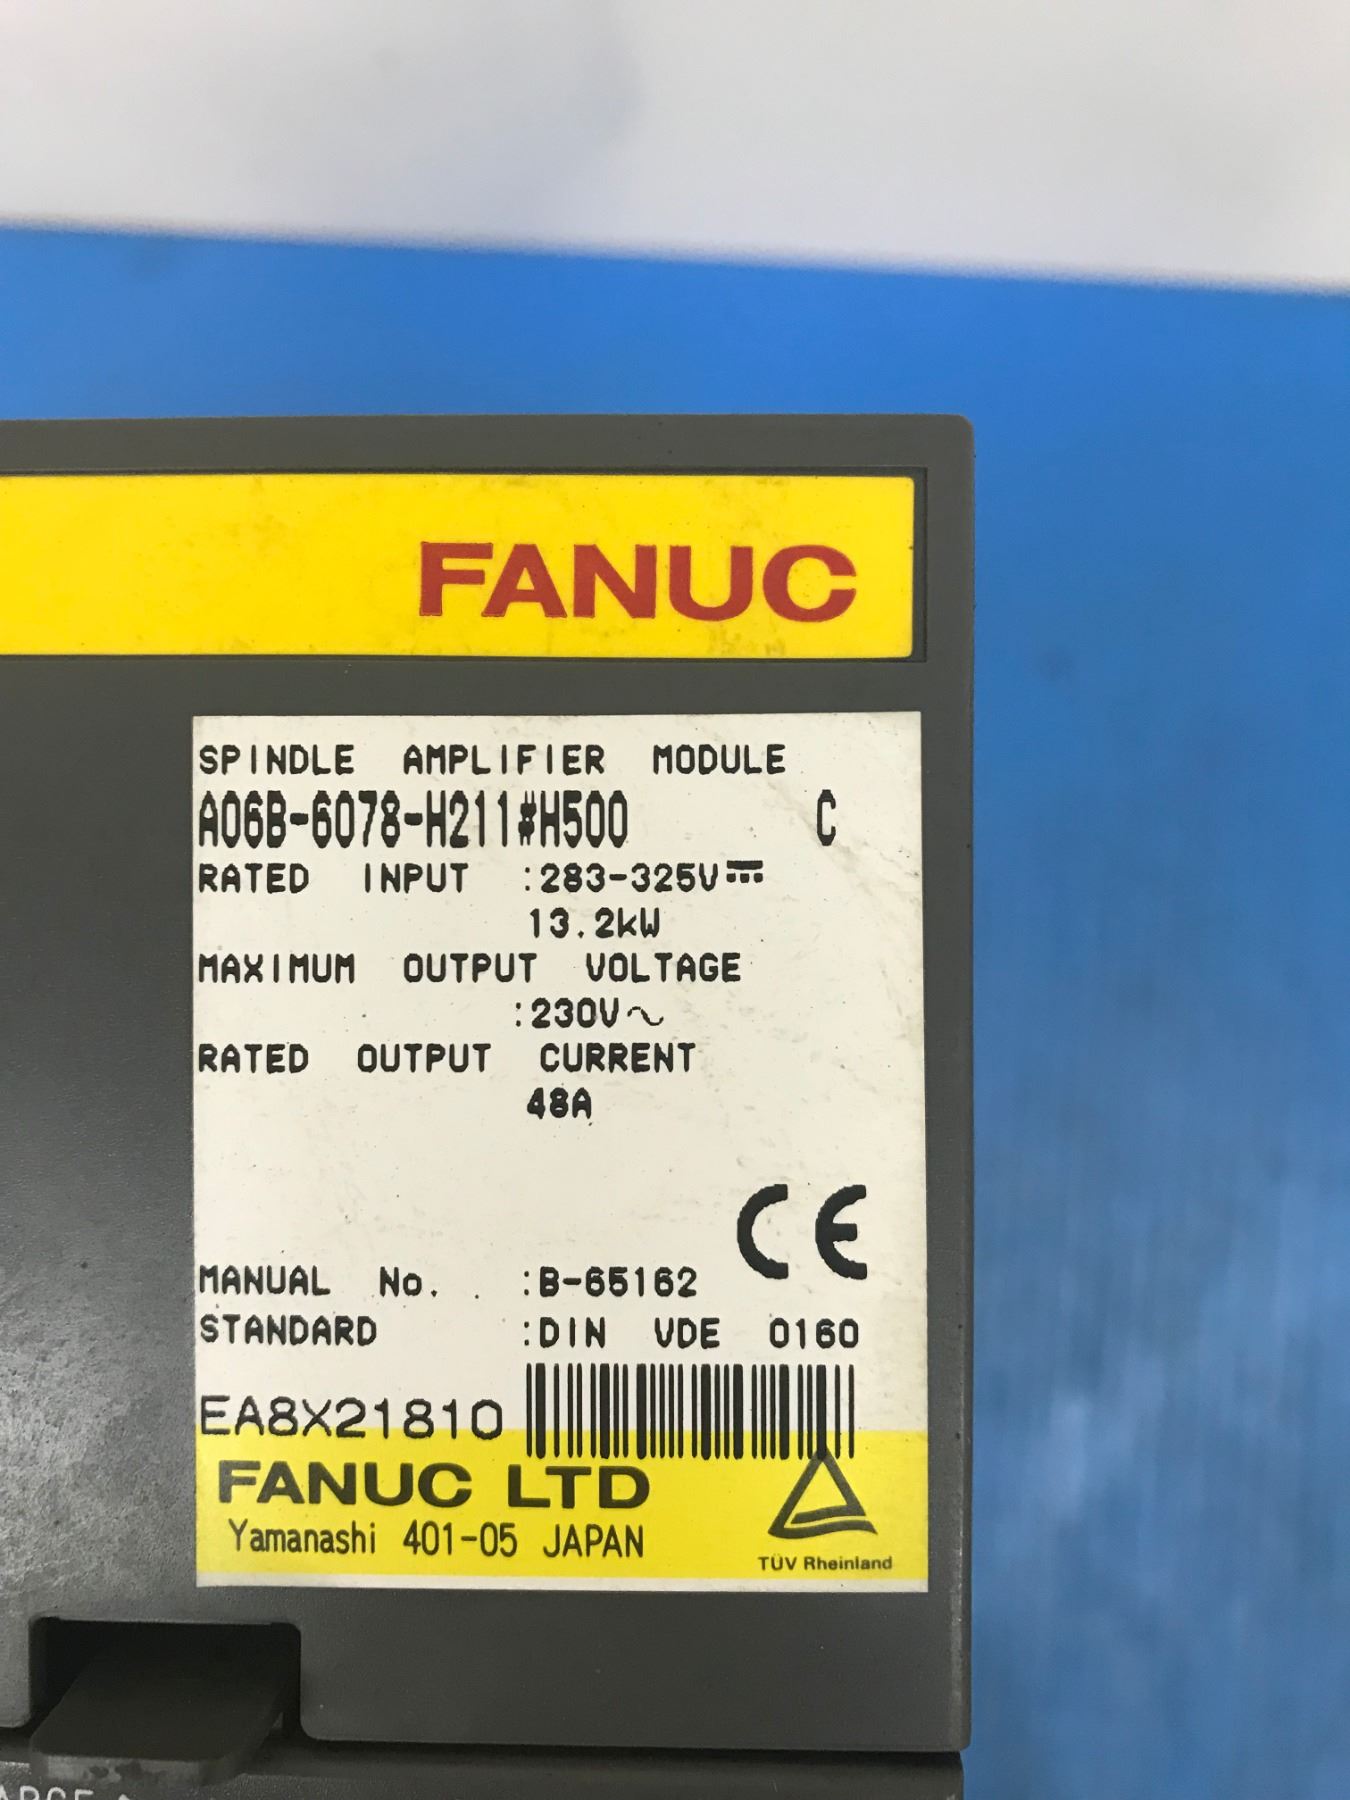 FANUC
SPINDLE AMPLIFIER MODULE
A06B-6078-H211#H500 C
RATED INPUT :283-325V⎓
13.2kW
MAXIMUM OUTPUT VOLTAGE
:230V~
RATED OUTPUT CURRENT
48A
CE
MANUAL No. :B-65162
STANDARD :DIN VDE 0160
EA8X21810
FANUC LTD
Yamanashi 401-05 JAPAN
TÜV Rheinland